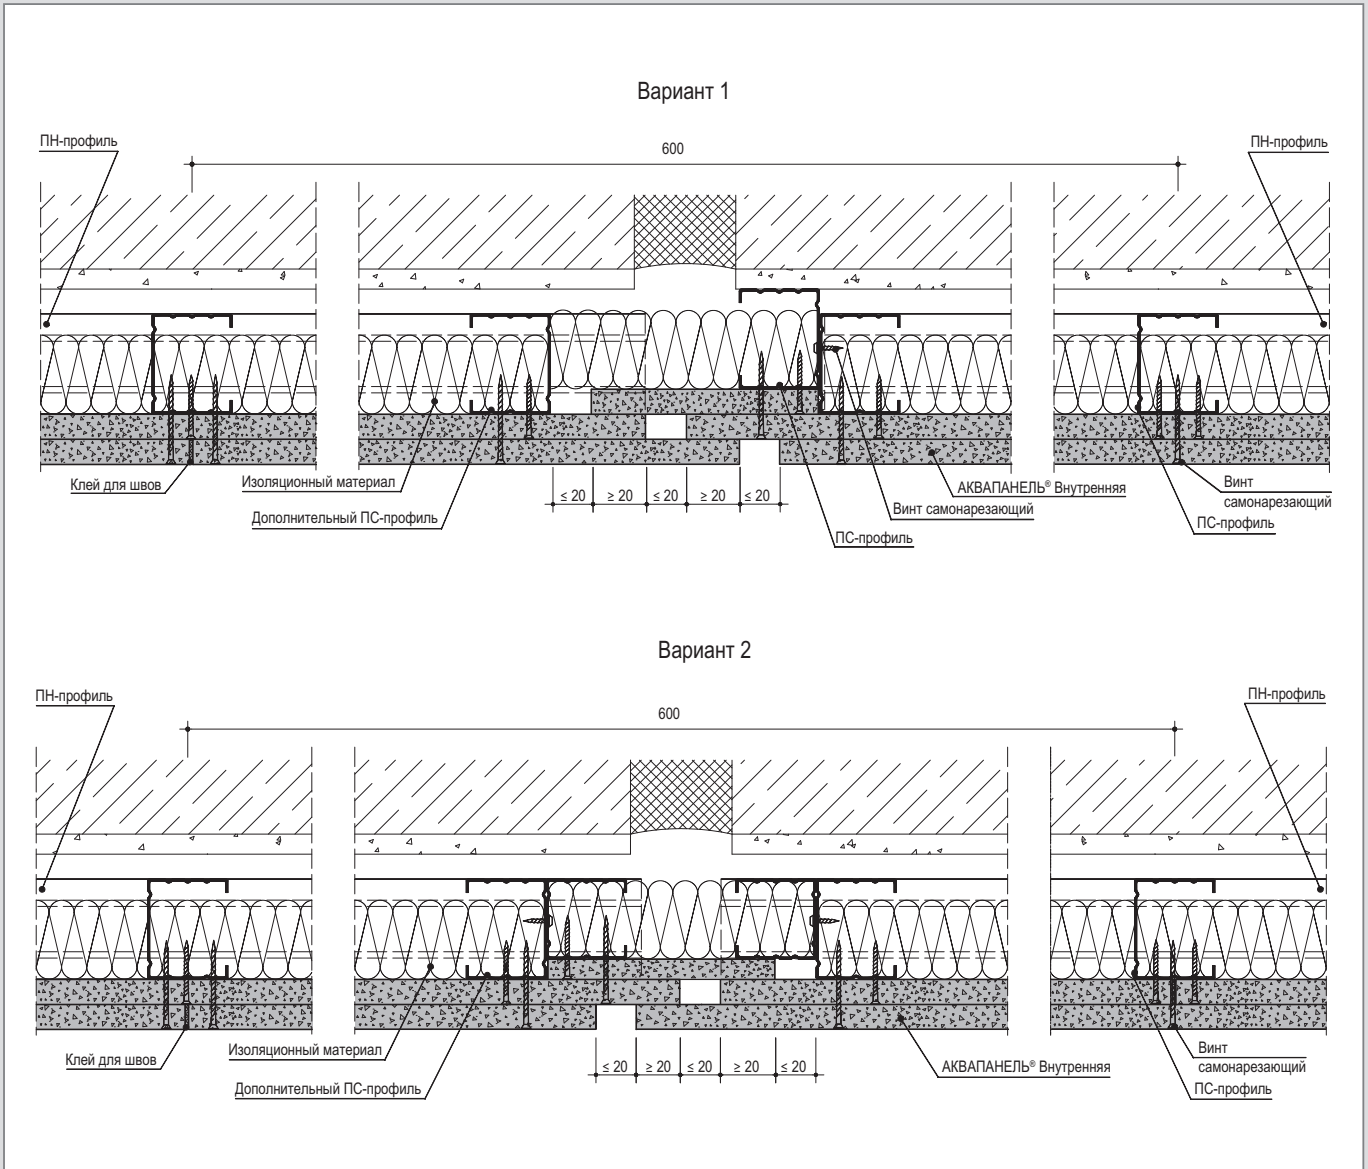 Вариант 1
ПН-профиль
600
ПН-профиль
Клей для швов
Изоляционный материал
Дополнительный ПС-профиль
≤ 20
≥ 20
≤ 20
≥ 20
≤ 20
АКВАПАНЕЛЬ® Внутренняя
Винт самонарезающий
ПС-профиль
Винт
самонарезающий
ПС-профиль
Вариант 2
ПН-профиль
600
ПН-профиль
Клей для швов
Изоляционный материал
Дополнительный ПС-профиль
≤ 20
≥ 20
≤ 20
≥ 20
≤ 20
АКВАПАНЕЛЬ® Внутренняя
Винт
самонарезающий
ПС-профиль